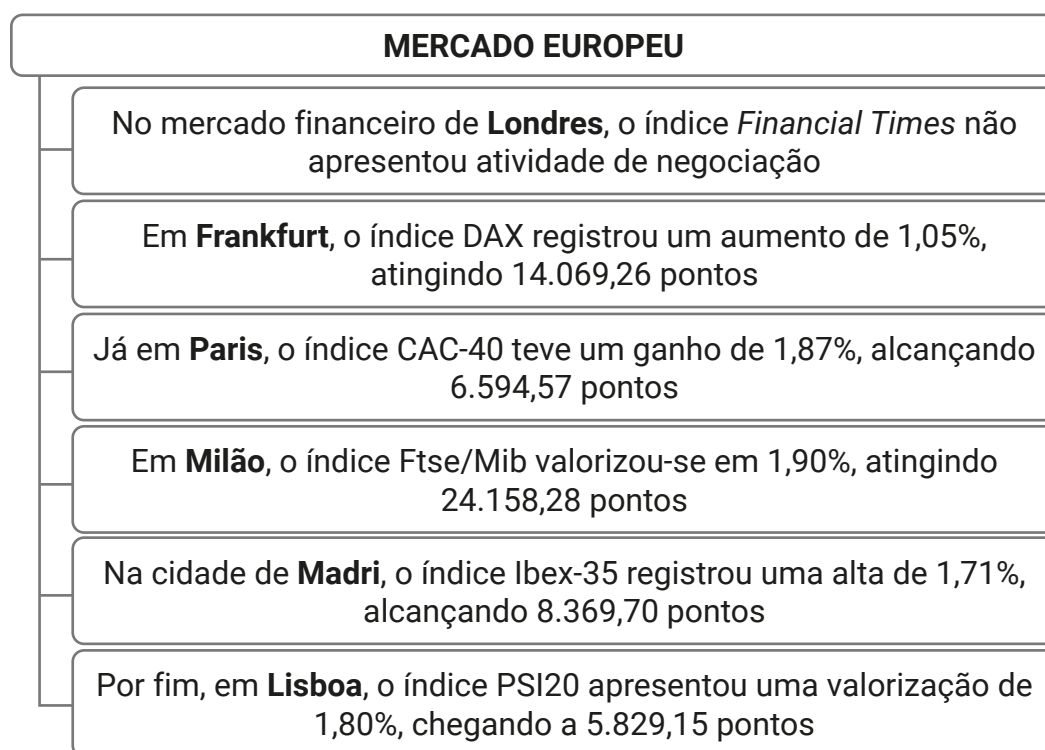 MERCADO EUROPEU
No mercado financeiro de Londres, o índice Financial Times não
apresentou atividade de negociação
Em Frankfurt, o índice DAX registrou um aumento de 1,05%,
atingindo 14.069,26 pontos
Já em Paris, o índice CAC-40 teve um ganho de 1,87%, alcançando
6.594,57 pontos
Em Milão, o índice Ftse/Mib valorizou-se em 1,90%, atingindo
24.158,28 pontos
Na cidade de Madri, o índice Ibex-35 registrou uma alta de 1,71%,
alcançando 8.369,70 pontos
Por fim, em Lisboa, o índice PSI20 apresentou uma valorização de
1,80%, chegando a 5.829,15 pontos